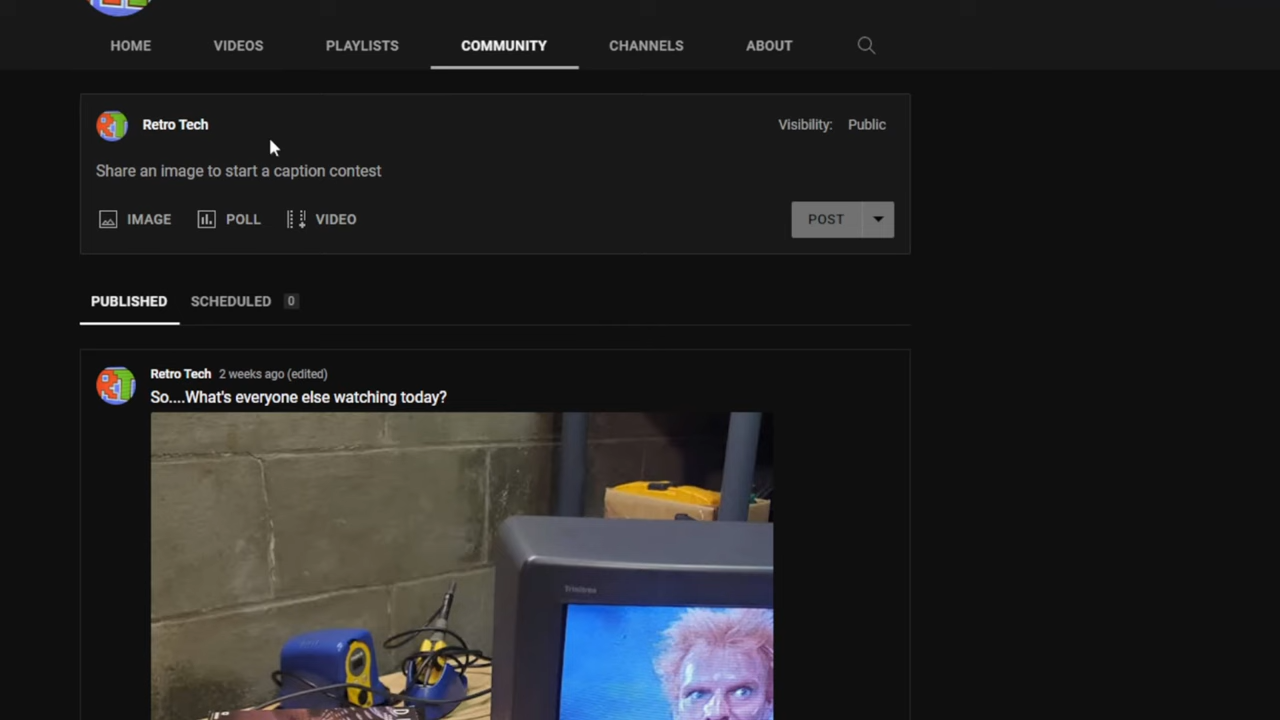 HOME VIDEOS PLAYLISTS COMMUNITY CHANNELS ABOUT
Retro Tech
Visibility: Public
Share an image to start a caption contest
IMAGE POLL VIDEO
POST
PUBLISHED SCHEDULED 0
Retro Tech 2 weeks ago (edited)
So....What's everyone else watching today?
Trinitron